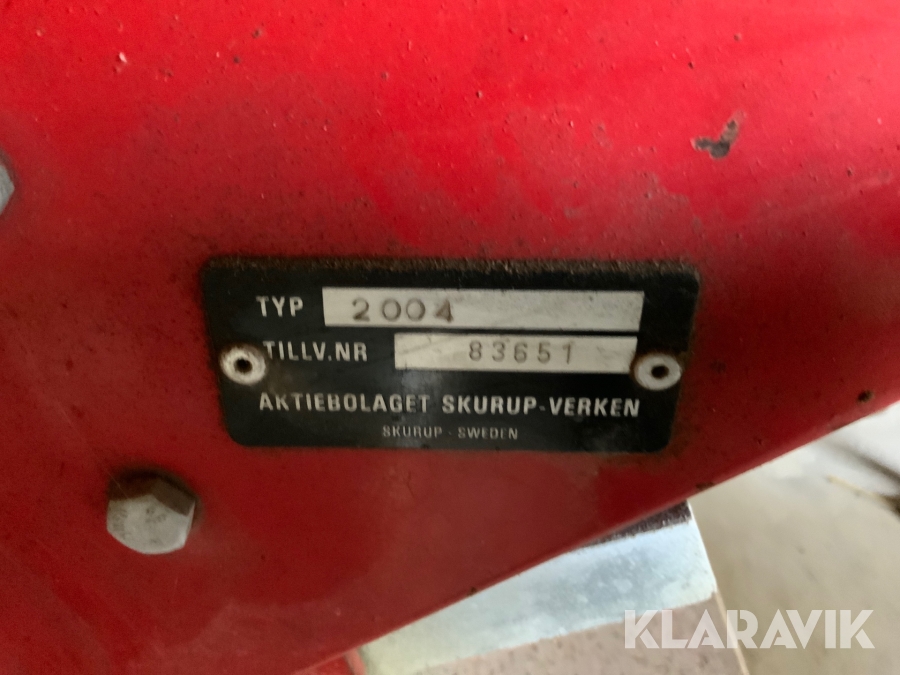 TYP 2004
TILLV.NR 83651
AKTIEBOLAGET SKURUP-VERKEN
SKURUP - SWEDEN
KLARAVIK